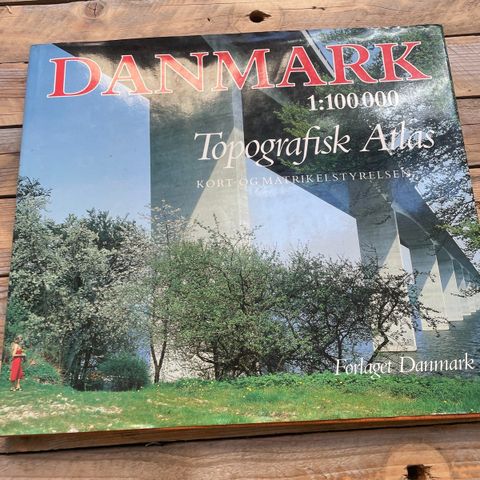 DANMARK
1:100 000
Topografisk Atlas
KORT- OG MATRIKELSTYRELSEN
Forlaget Danmark